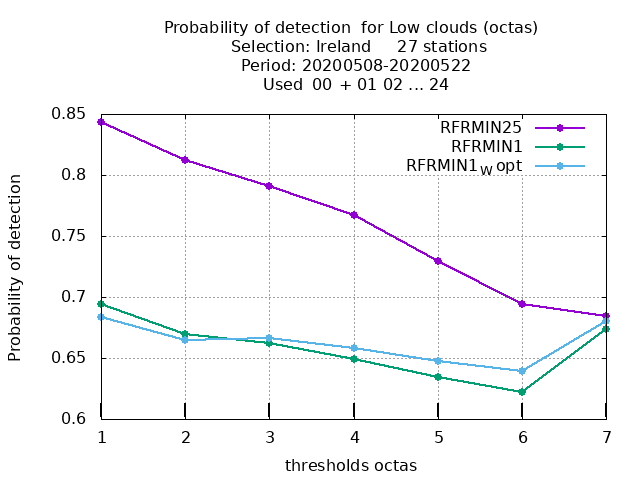 Probability of detection  for Low clouds (octas)
Selection: Ireland     27 stations
Period: 20200508-20200522
Used  00  + 01 02 ... 24
0.85
0.8
0.75
0.7
0.65
0.6
Probability of detection
RFRMIN25
RFRMIN1
RFRMIN1W opt
1 2 3 4 5 6 7
thresholds octas